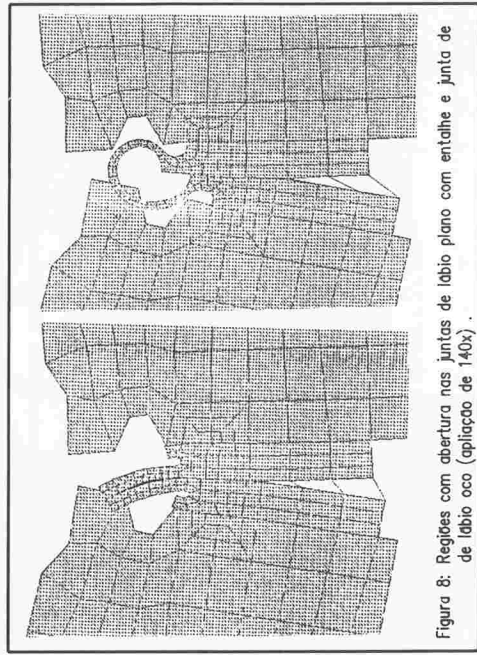 Figura 8: Regiões com abertura nas juntas de lábio plano com entalhe e junta de
de lábio oco (apliação de 140x) .